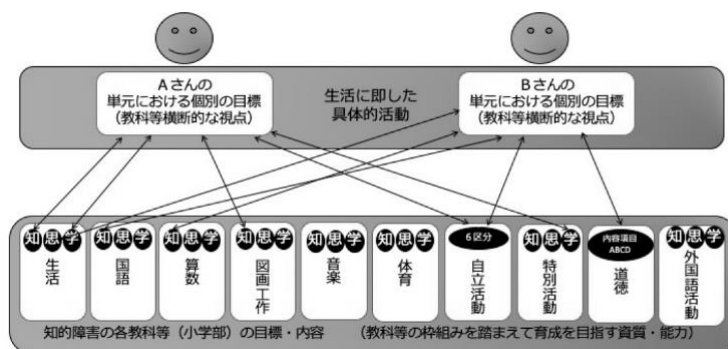 Aさんの
単元における個別の目標
(教科等横断的な視点)
生活に即した
具体的活動
Bさんの
単元における個別の目標
(教科等横断的な視点)
知思学
生活
知思学
国語
知思学
算数
知思学
図画工作
知思学
音楽
知思学
体育
6区分
自立活動
知思学
特別活動
内容項目
ABCD
道徳
知思学
外国語活動
知的障害の各教科等(小学部)の目標・内容
(教科等の枠組みを踏まえて育成を目指す資質・能力)